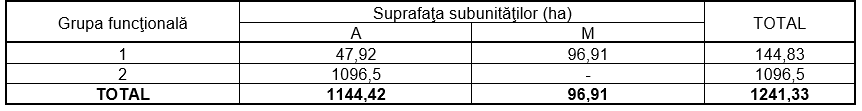 Grupa funcţională Suprafaţa subunităţilor (ha) TOTAL
A M
1 47,92 96,91 144,83
2 1096,5 - 1096,5
TOTAL 1144,42 96,91 1241,33